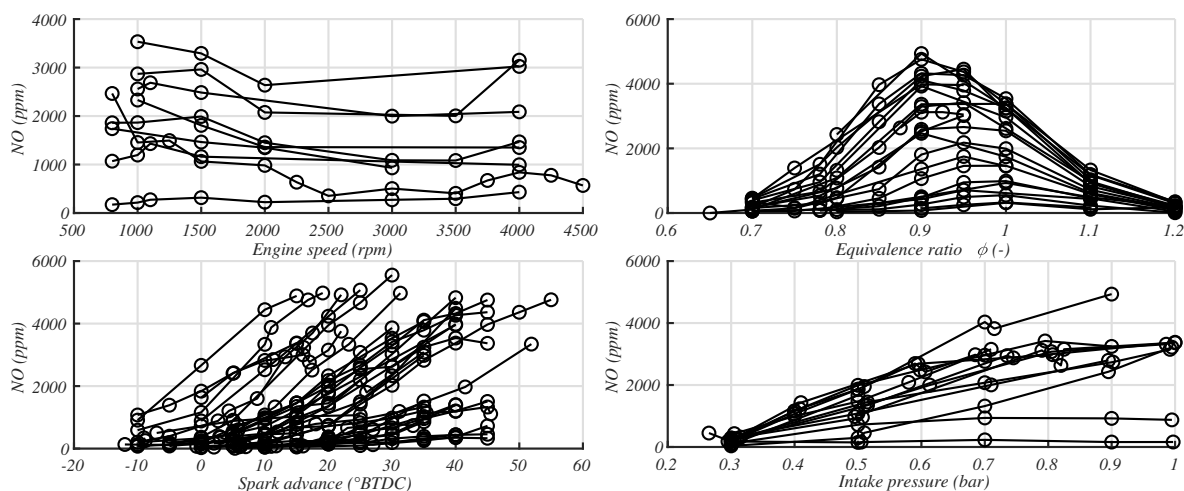 4000
3000
2000
1000
0
NO (ppm)
500 1000 1500 2000 2500 3000 3500 4000 4500
Engine speed (rpm)
6000
4000
2000
0
NO (ppm)
0.6 0.7 0.8 0.9 1 1.1 1.2
Equivalence ratio ϕ (-)
6000
4000
2000
0
NO (ppm)
-20 -10 0 10 20 30 40 50 60
Spark advance (°BTDC)
6000
4000
2000
0
NO (ppm)
0.2 0.3 0.4 0.5 0.6 0.7 0.8 0.9 1
Intake pressure (bar)